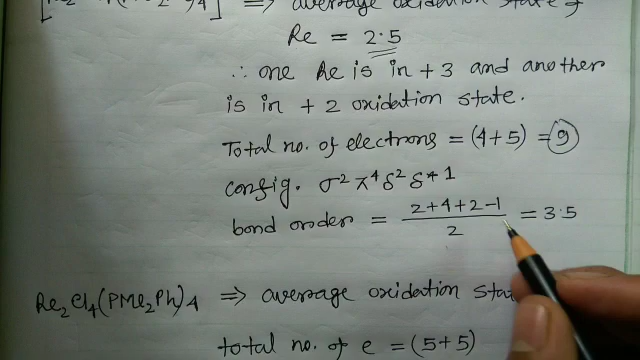 ⇒ average oxidation state of
Re = 2.5
∴ one Re is in +3 and another
is in +2 oxidation state.
Total no. of electrons = (4+5) = 9
config. σ² π⁴ δ² δ*1
bond order = (2+4+2-1)/2 = 3.5
Re₂Cl₄(PMe₂Ph)₄ ⇒ average oxidation
total no. of e = (5+5)